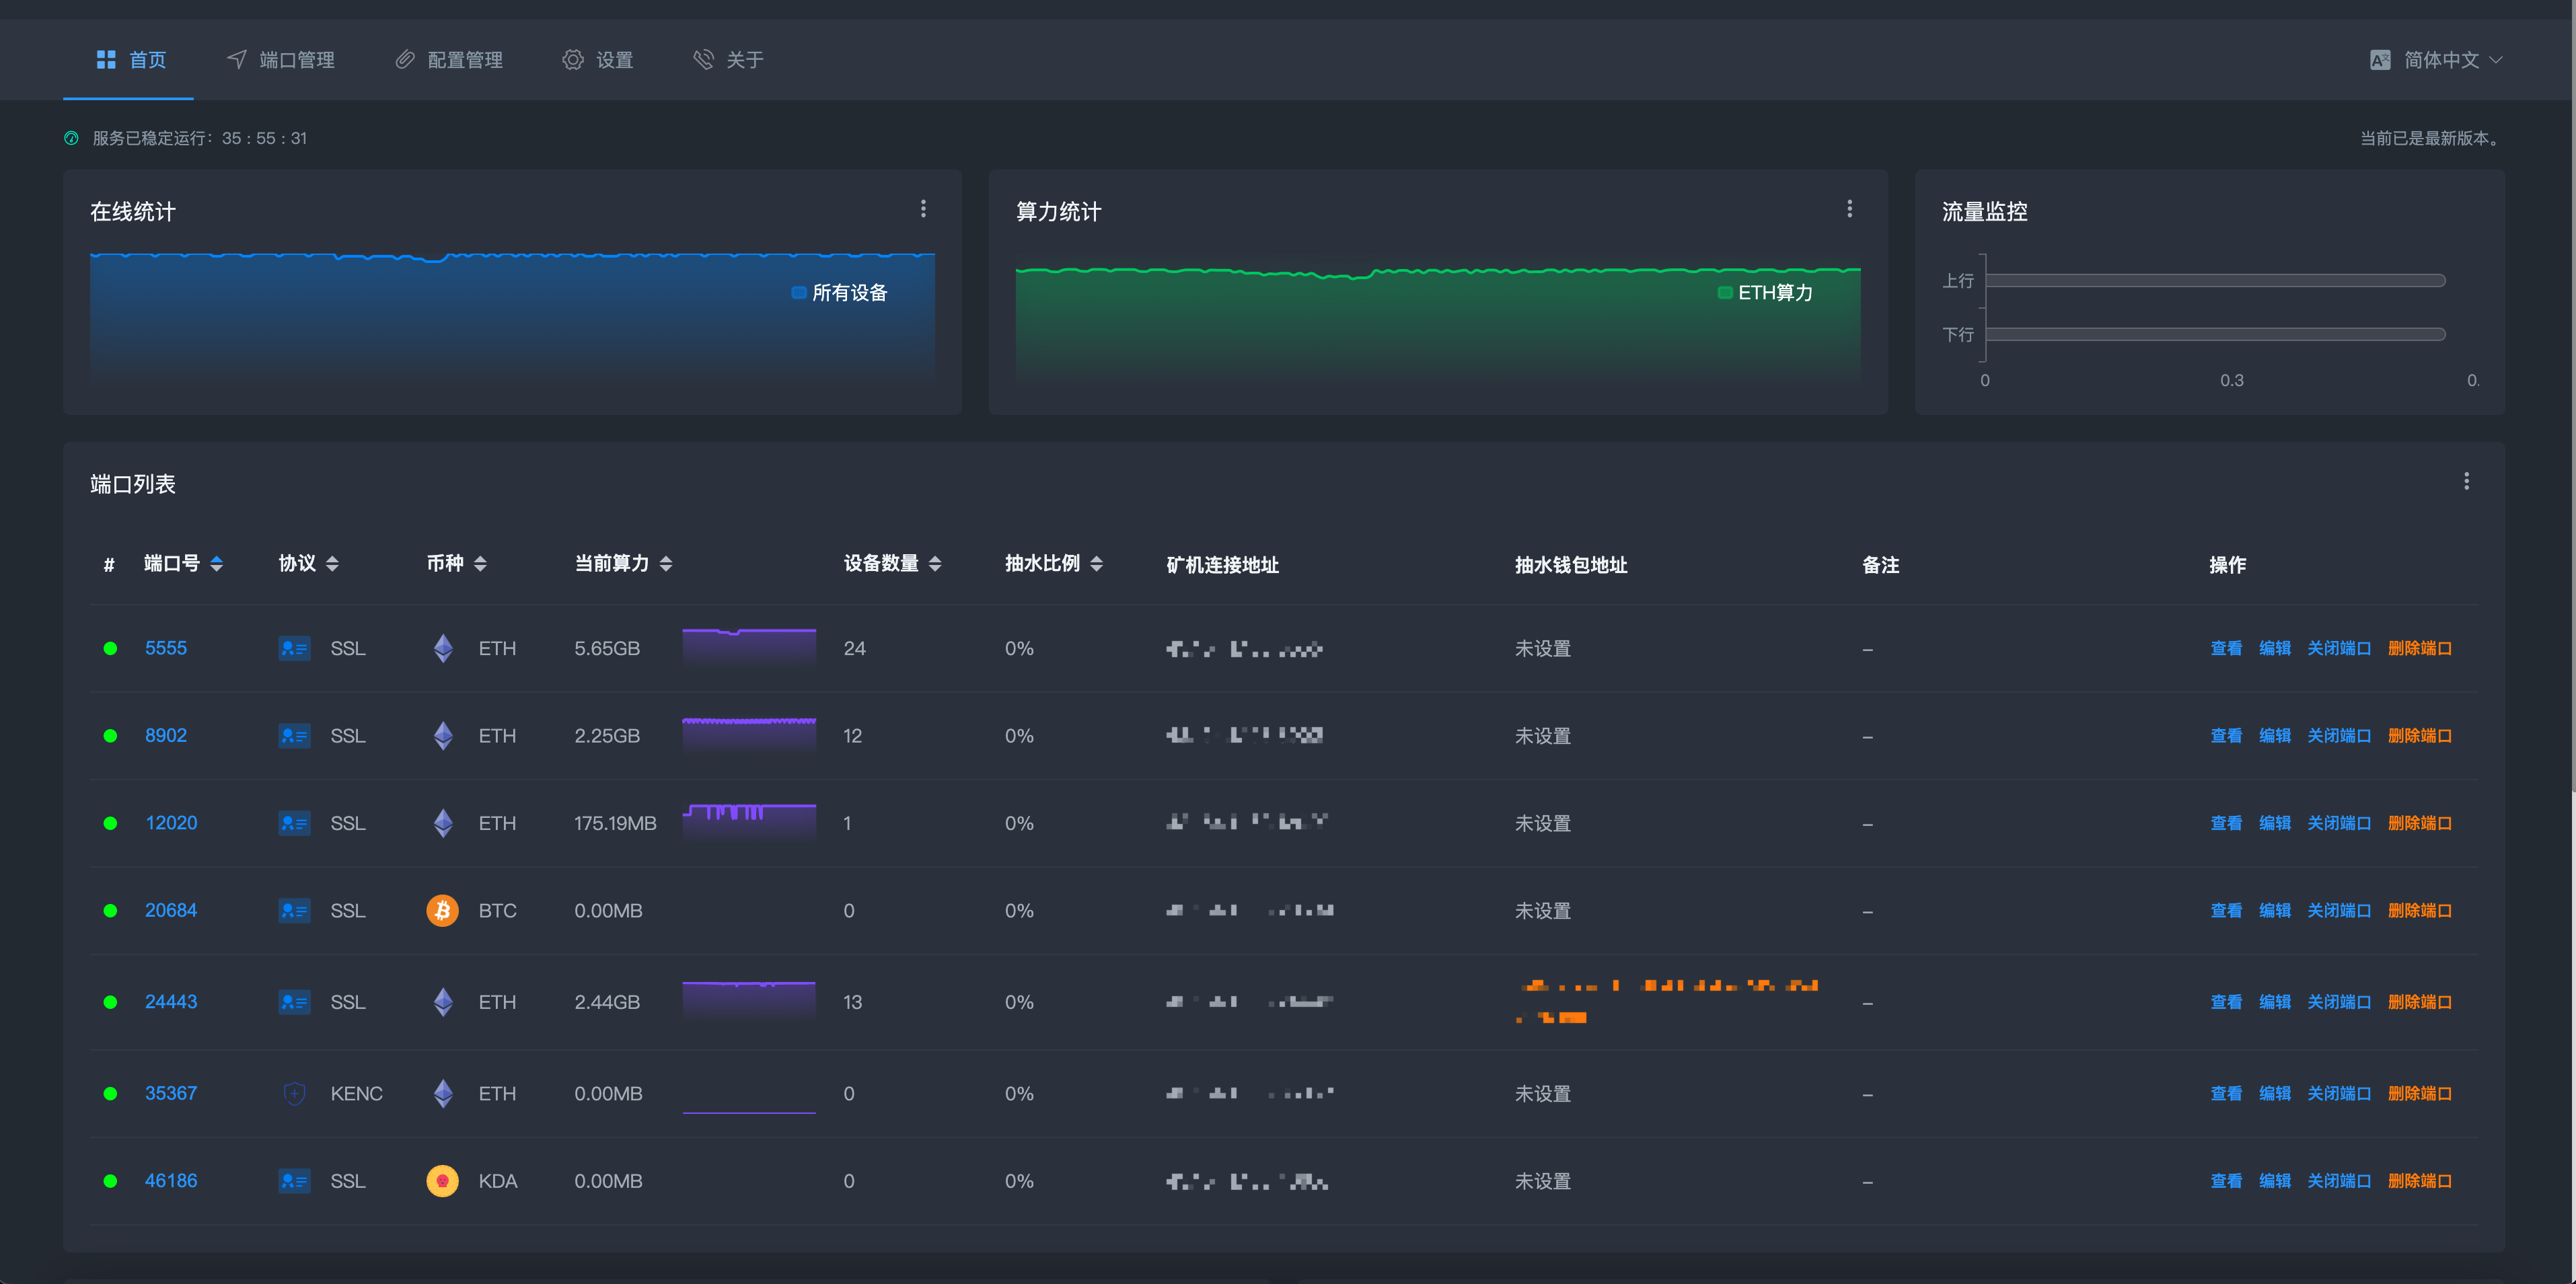 首页 端口管理 配置管理 设置 关于 简体中文
服务已稳定运行：35 : 55 : 31 当前已是最新版本。
在线统计 算力统计 流量监控
所有设备 ETH算力
上行
下行
0 0.3 0.
端口列表
# 端口号 协议 币种 当前算力 设备数量 抽水比例 矿机连接地址 抽水钱包地址 备注 操作
5555 SSL ETH 5.65GB 24 0% 未设置 – 查看 编辑 关闭端口 删除端口
8902 SSL ETH 2.25GB 12 0% 未设置 – 查看 编辑 关闭端口 删除端口
12020 SSL ETH 175.19MB 1 0% 未设置 – 查看 编辑 关闭端口 删除端口
20684 SSL BTC 0.00MB 0 0% 未设置 – 查看 编辑 关闭端口 删除端口
24443 SSL ETH 2.44GB 13 0% – 查看 编辑 关闭端口 删除端口
35367 KENC ETH 0.00MB 0 0% 未设置 – 查看 编辑 关闭端口 删除端口
46186 SSL KDA 0.00MB 0 0% 未设置 – 查看 编辑 关闭端口 删除端口